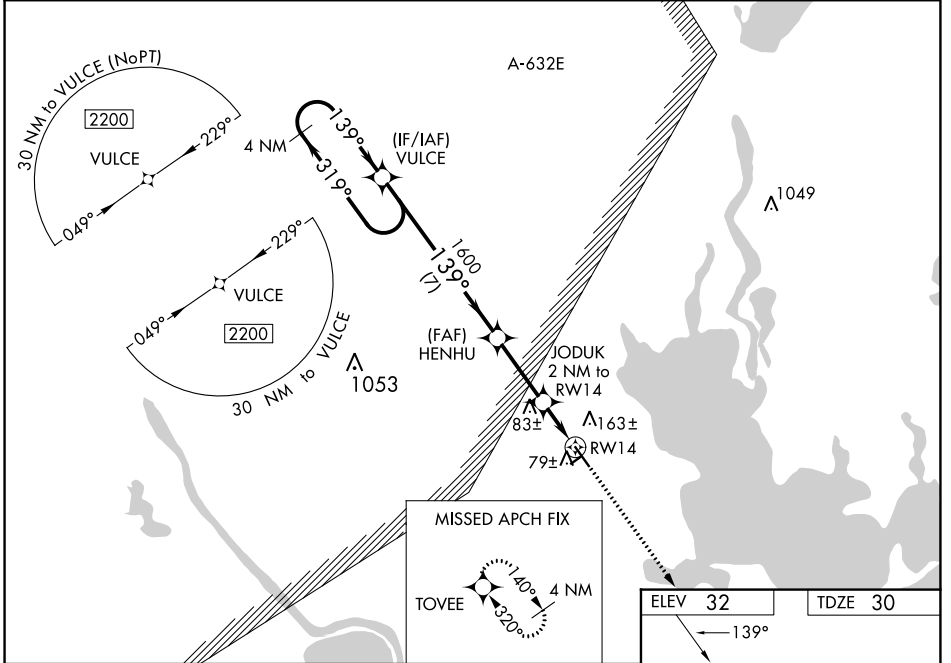 30 NM to VULCE (NoPT)
2200
VULCE
229°
049°
A-632E
4 NM
139°
319°
(IF/IAF)
VULCE
1049
229°
049°
VULCE
2200
30 NM to VULCE
1600
139°
(7)
1053
(FAF)
HENHU
JODUK
2 NM to
RW14
83±
163±
79±
RW14
MISSED APCH FIX
TOVEE
140°
320°
4 NM
ELEV 32
TDZE 30
139°